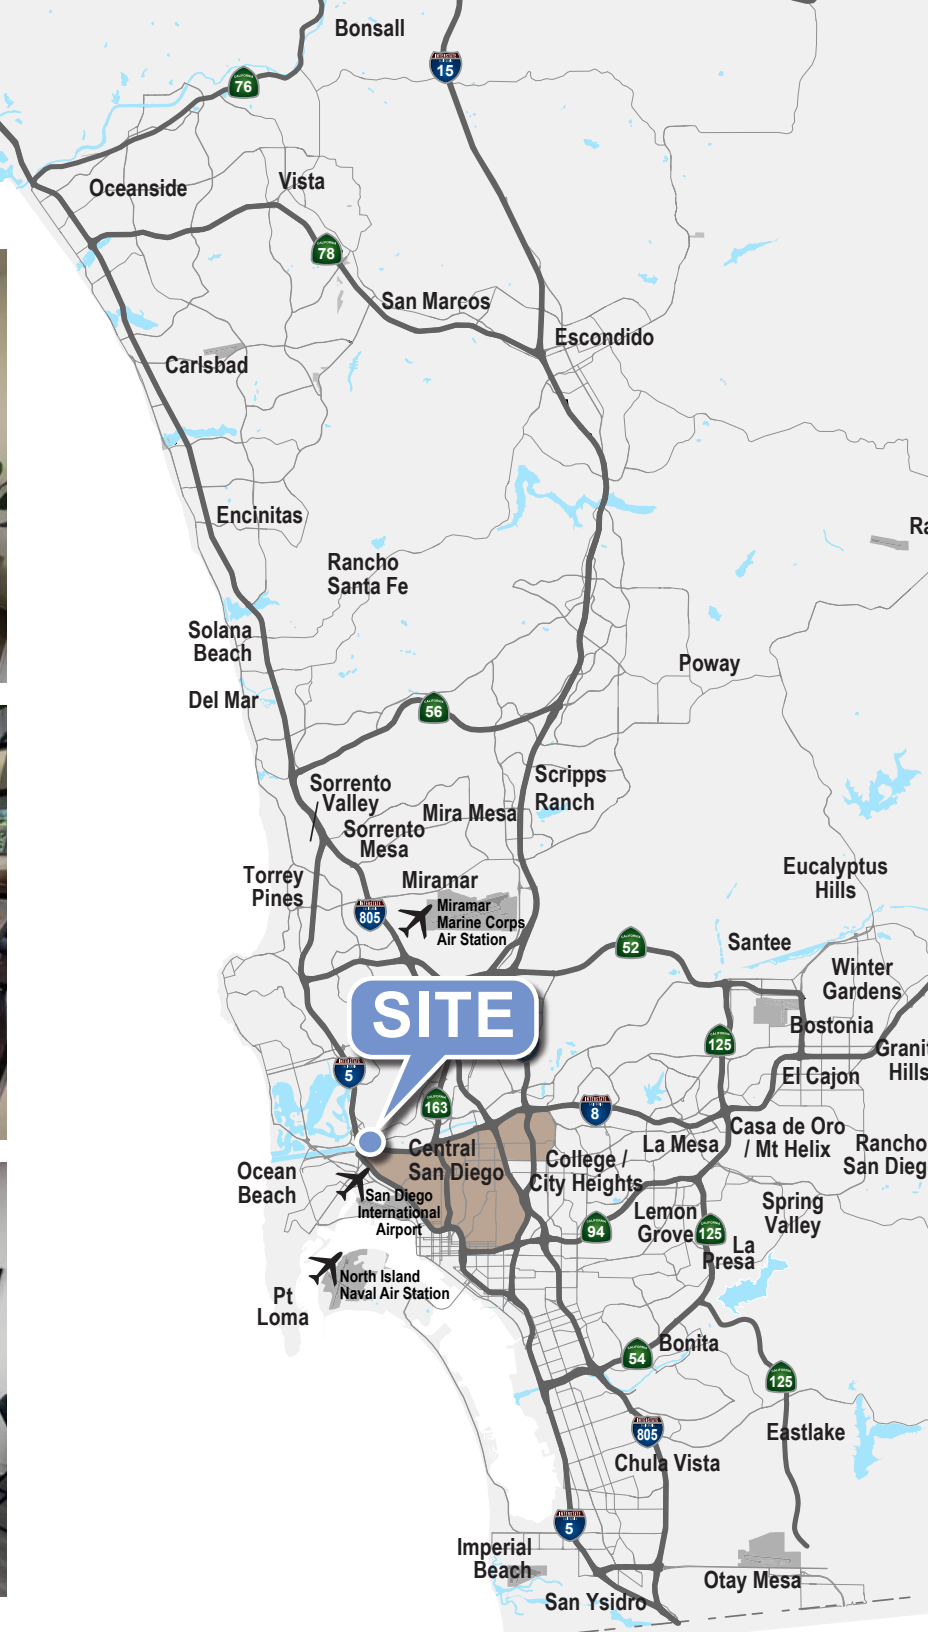 Bonsall
15
76
Oceanside
Vista
78
San Marcos
Escondido
Carlsbad
Encinitas
Rancho
Santa Fe
Solana
Beach
Del Mar
Poway
56
Sorrento
Valley
Scripps
Ranch
Mira Mesa
Sorrento
Mesa
Torrey
Pines
Miramar
Eucalyptus
Hills
805
Miramar
Marine Corps
Air Station
52
Santee
Winter
Gardens
SITE
Bostonia
125
El Cajon
Hills
5
163
8
Casa de Oro
/ Mt Helix
La Mesa
Rancho
Central
San Diego
College /
City Heights
Ocean
Beach
San Diego
International
Airport
Spring
Valley
Lemon
Grove
94
125
La
Presa
North Island
Naval Air Station
Pt
Loma
54
Bonita
125
805
Eastlake
Chula Vista
5
Imperial
Beach
Otay Mesa
San Ysidro